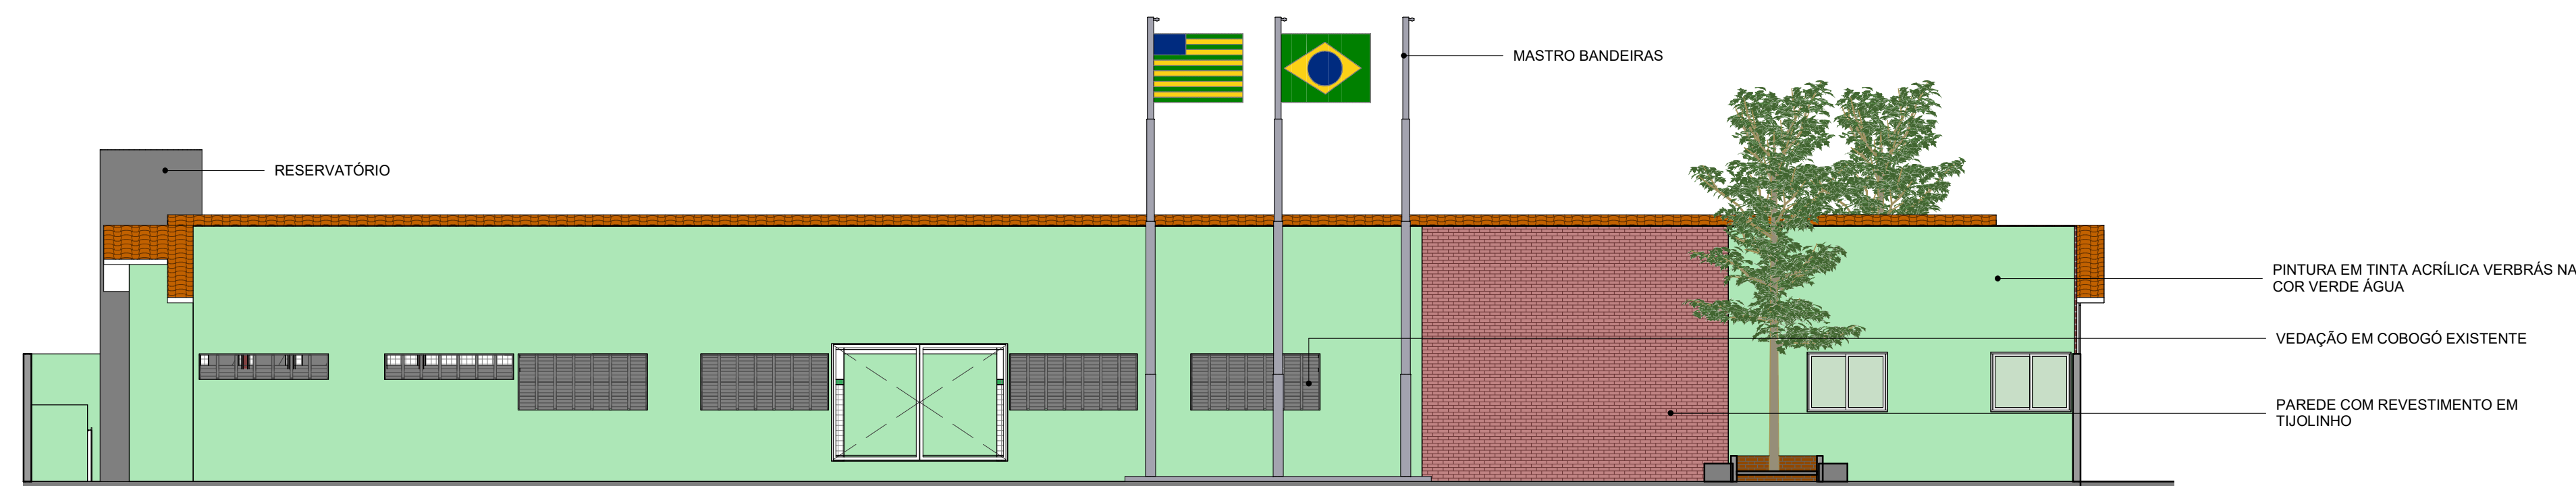 MASTRO BANDEIRAS
RESERVATÓRIO
PINTURA EM TINTA ACRÍLICA VERBRÁS NA
COR VERDE ÁGUA
VEDAÇÃO EM COBOGÓ EXISTENTE
PAREDE COM REVESTIMENTO EM
TIJOLINHO